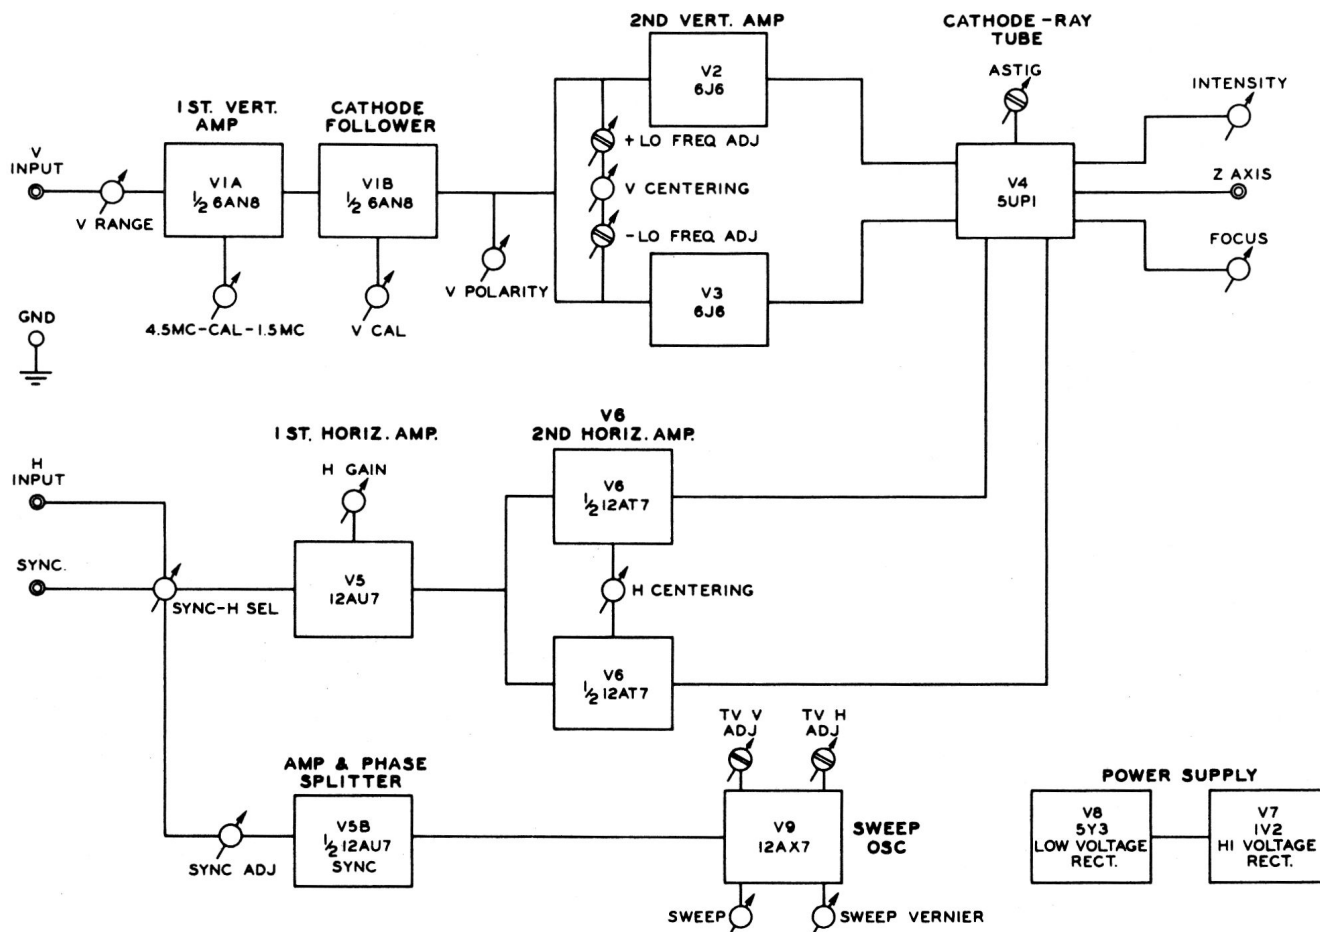 2ND VERT. AMP
CATHODE-RAY
TUBE
V2
6J6
ASTIG
INTENSITY
1ST. VERT.
AMP
CATHODE
FOLLOWER
V
INPUT
V RANGE
V1A
1/2 6AN8
V1B
1/2 6AN8
+LO FREQ ADJ
V CENTERING
-LO FREQ ADJ
V4
5UP1
Z AXIS
FOCUS
V POLARITY
V3
6J6
4.5MC-CAL-1.5MC
V CAL
GND
1ST. HORIZ. AMP.
V6
2ND HORIZ. AMP.
H
INPUT
H GAIN
V6
1/2 12AT7
SYNC.
SYNC-H SEL
V5
12AU7
H CENTERING
V6
1/2 12AT7
TV V
ADJ
TV H
ADJ
AMP & PHASE
SPLITTER
POWER SUPPLY
SYNC ADJ
V5B
1/2 12AU7
SYNC
V9
12AX7
SWEEP
OSC
V8
5Y3
LOW VOLTAGE
RECT.
V7
1V2
HI VOLTAGE
RECT.
SWEEP
SWEEP VERNIER